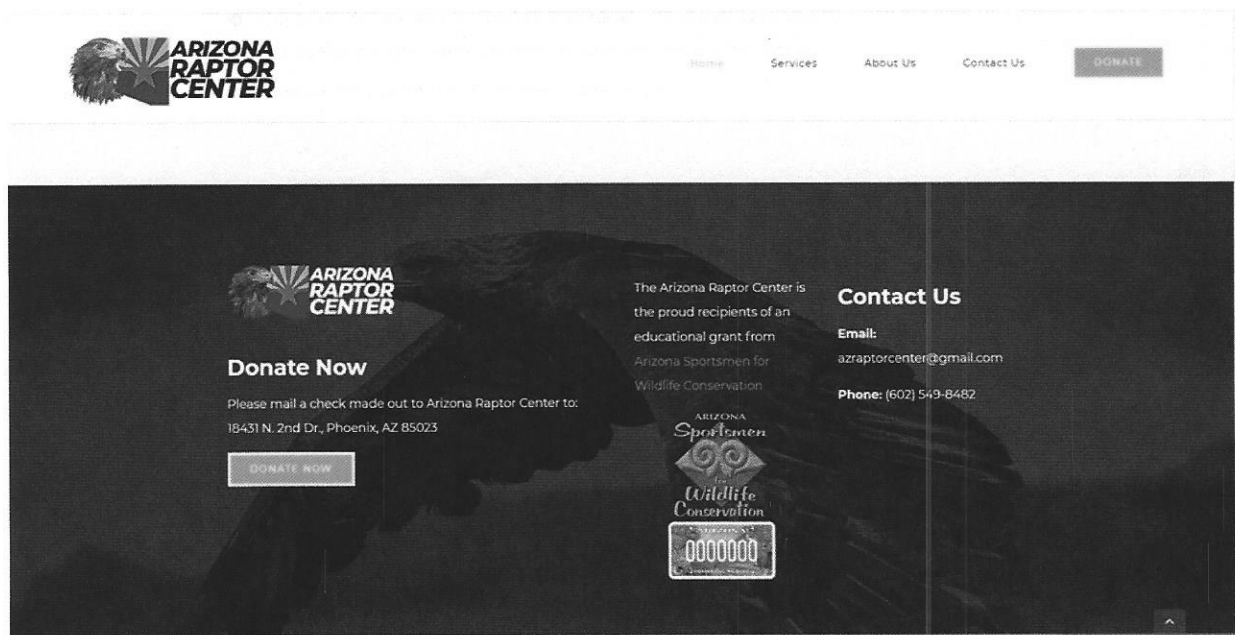 ARIZONA
RAPTOR
CENTER
Home
Services
About Us
Contact Us
DONATE
ARIZONA
RAPTOR
CENTER
Donate Now
Please mail a check made out to Arizona Raptor Center to:
18431 N. 2nd Dr., Phoenix, AZ 85023
DONATE NOW
The Arizona Raptor Center is
the proud recipients of an
educational grant from
Arizona Sportsmen for
Wildlife Conservation
ARIZONA
Sportsmen
for
Wildlife
Conservation
ARIZONA
0000000
Contact Us
Email:
azraptorcenter@gmail.com
Phone: (602) 549-8482